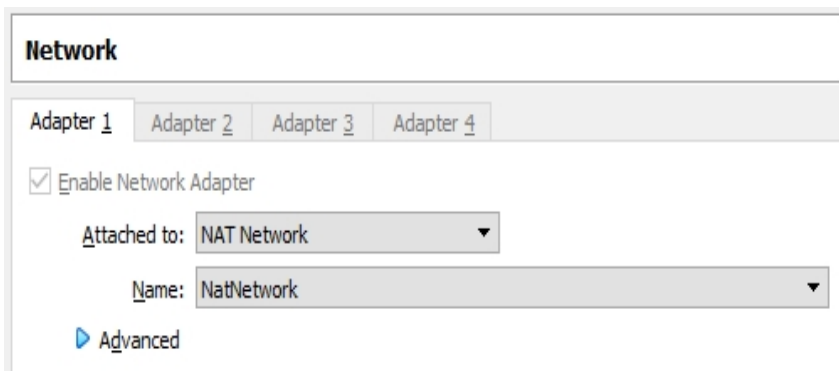 Network
Adapter 1 Adapter 2 Adapter 3 Adapter 4
Enable Network Adapter
Attached to: NAT Network
Name: NatNetwork
Advanced